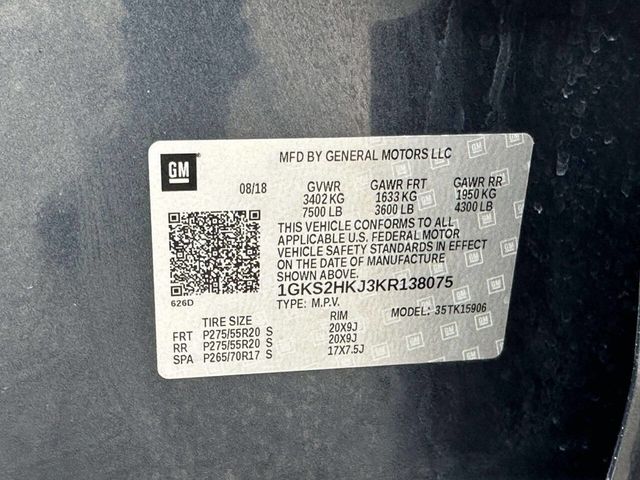 GM
MFD BY GENERAL MOTORS LLC
08/18 GVWR GAWR FRT GAWR RR
3402 KG 1633 KG 1950 KG
7500 LB 3600 LB 4300 LB
THIS VEHICLE CONFORMS TO ALL
APPLICABLE U.S. FEDERAL MOTOR
VEHICLE SAFETY STANDARDS IN EFFECT
ON THE DATE OF MANUFACTURE
SHOWN ABOVE.
626D
1GKS2HKJ3KR138075
TYPE: M.P.V. MODEL: 35TK15906
TIRE SIZE RIM
FRT P275/55R20 S 20X9J
RR P275/55R20 S 20X9J
SPA P265/70R17 S 17X7.5J